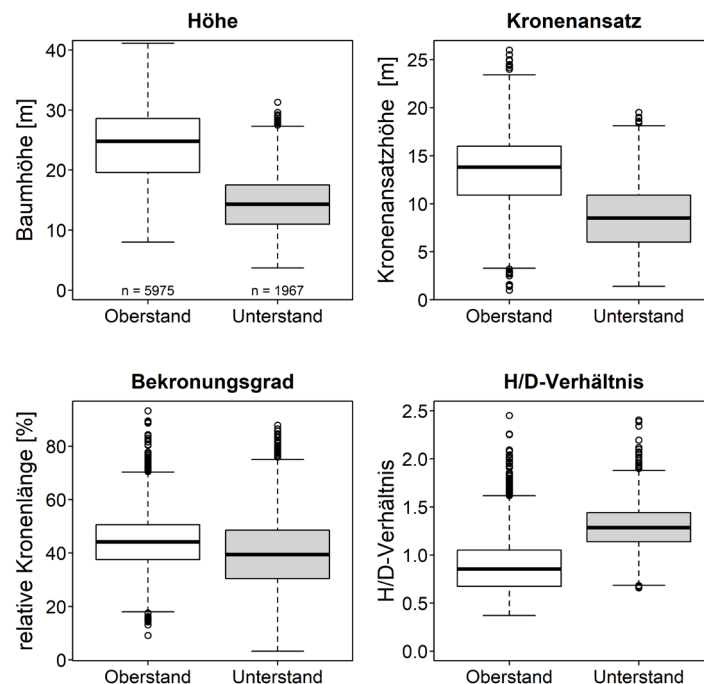 Höhe
Baumhöhe [m]
40
30
20
10
0
n = 5975 n = 1967
Oberstand Unterstand
Kronenansatz
Kronenansatzhöhe [m]
25
20
15
10
5
0
Oberstand Unterstand
Bekronungsgrad
relative Kronenlänge [%]
80
60
40
20
0
Oberstand Unterstand
H/D-Verhältnis
H/D-Verhältnis
2.5
2.0
1.5
1.0
0.5
0.0
Oberstand Unterstand